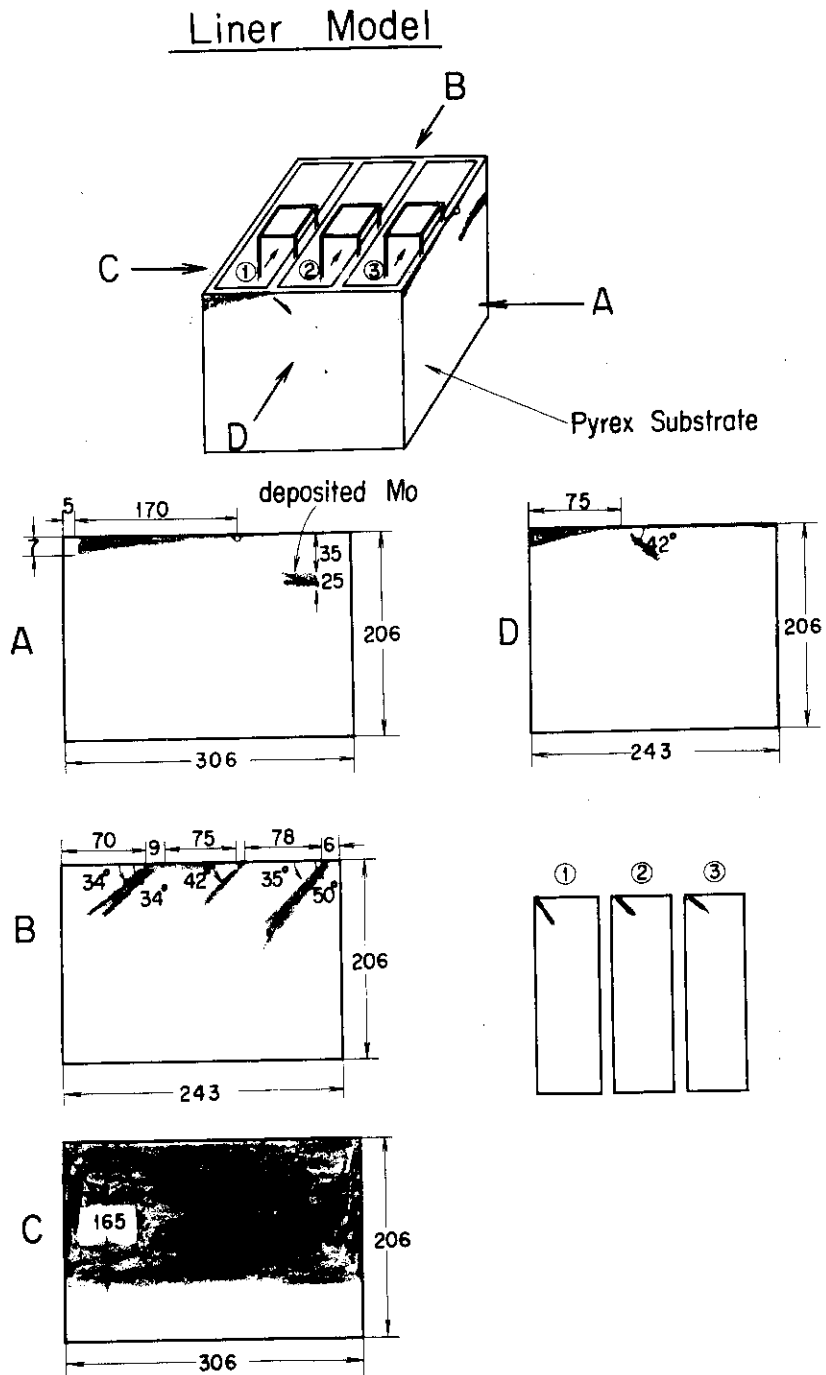 Liner Model
B
C
① ② ③
A
D
Pyrex Substrate
deposited Mo
5 170
7
35
25
206
A
306
75
42°
D
206
243
70 9 75 78 6
34° 34° 42° 35° 50°
B
206
243
① ② ③
C
165
206
306